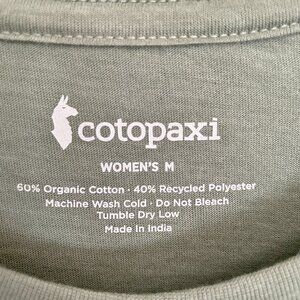 cotopaxi
WOMEN'S M
60% Organic Cotton · 40% Recycled Polyester
Machine Wash Cold · Do Not Bleach
Tumble Dry Low
Made in India